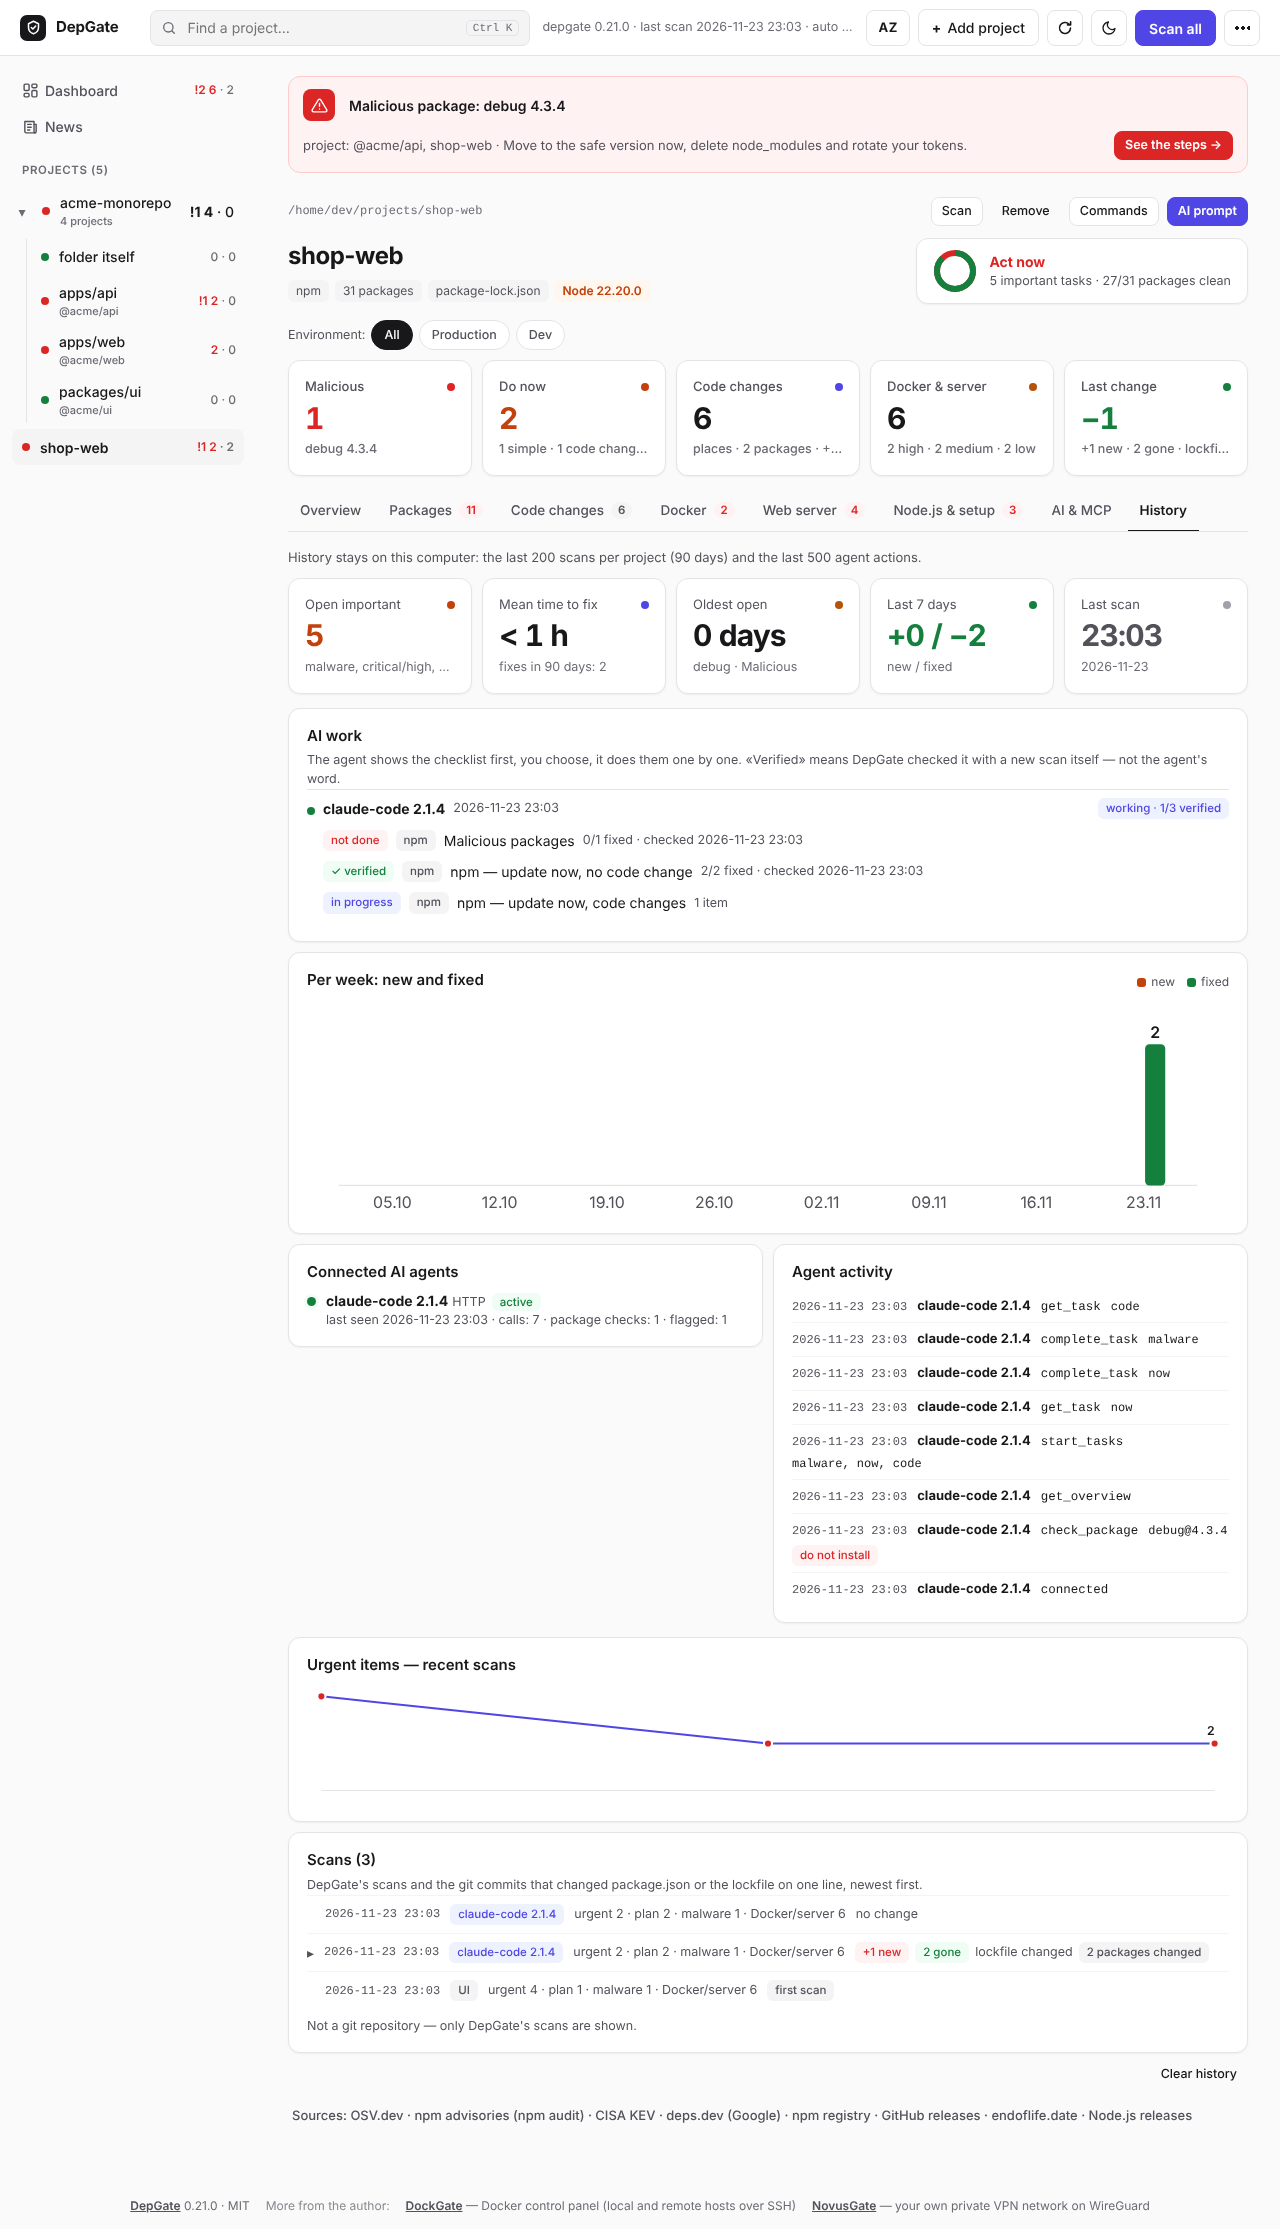 DepGate
Find a project...
Ctrl K
depgate 0.21.0 · last scan 2026-11-23 23:03 · auto ...
AZ
+ Add project
Scan all
Dashboard
!2 6 · 2
News
PROJECTS (5)
acme-monorepo
!1 4 · 0
4 projects
folder itself
0 · 0
apps/api
!1 2 · 0
@acme/api
apps/web
2 · 0
@acme/web
packages/ui
0 · 0
@acme/ui
shop-web
!1 2 · 2
Malicious package: debug 4.3.4
project: @acme/api, shop-web · Move to the safe version now, delete node_modules and rotate your tokens.
See the steps →
/home/dev/projects/shop-web
Scan
Remove
Commands
AI prompt
shop-web
npm
31 packages
package-lock.json
Node 22.20.0
Act now
5 important tasks · 27/31 packages clean
Environment:
All
Production
Dev
Malicious
1
debug 4.3.4
Do now
2
1 simple · 1 code chang...
Code changes
6
places · 2 packages · +...
Docker & server
6
2 high · 2 medium · 2 low
Last change
−1
+1 new · 2 gone · lockfi...
Overview
Packages 11
Code changes 6
Docker 2
Web server 4
Node.js & setup 3
AI & MCP
History
History stays on this computer: the last 200 scans per project (90 days) and the last 500 agent actions.
Open important
5
malware, critical/high, ...
Mean time to fix
< 1 h
fixes in 90 days: 2
Oldest open
0 days
debug · Malicious
Last 7 days
+0 / −2
new / fixed
Last scan
23:03
2026-11-23
AI work
The agent shows the checklist first, you choose, it does them one by one. «Verified» means DepGate checked it with a new scan itself — not the agent's
word.
claude-code 2.1.4 2026-11-23 23:03
working · 1/3 verified
not done npm Malicious packages 0/1 fixed · checked 2026-11-23 23:03
✓ verified npm npm — update now, no code change 2/2 fixed · checked 2026-11-23 23:03
in progress npm npm — update now, code changes 1 item
Per week: new and fixed
new
fixed
2
05.10 12.10 19.10 26.10 02.11 09.11 16.11 23.11
Connected AI agents
claude-code 2.1.4 HTTP active
last seen 2026-11-23 23:03 · calls: 7 · package checks: 1 · flagged: 1
Agent activity
2026-11-23 23:03 claude-code 2.1.4 get_task code
2026-11-23 23:03 claude-code 2.1.4 complete_task malware
2026-11-23 23:03 claude-code 2.1.4 complete_task now
2026-11-23 23:03 claude-code 2.1.4 get_task now
2026-11-23 23:03 claude-code 2.1.4 start_tasks
malware, now, code
2026-11-23 23:03 claude-code 2.1.4 get_overview
2026-11-23 23:03 claude-code 2.1.4 check_package debug@4.3.4
do not install
2026-11-23 23:03 claude-code 2.1.4 connected
Urgent items — recent scans
2
Scans (3)
DepGate's scans and the git commits that changed package.json or the lockfile on one line, newest first.
2026-11-23 23:03 claude-code 2.1.4 urgent 2 · plan 2 · malware 1 · Docker/server 6 no change
2026-11-23 23:03 claude-code 2.1.4 urgent 2 · plan 2 · malware 1 · Docker/server 6 +1 new 2 gone lockfile changed 2 packages changed
2026-11-23 23:03 UI urgent 4 · plan 1 · malware 1 · Docker/server 6 first scan
Not a git repository — only DepGate's scans are shown.
Clear history
Sources: OSV.dev · npm advisories (npm audit) · CISA KEV · deps.dev (Google) · npm registry · GitHub releases · endoflife.date · Node.js releases
DepGate 0.21.0 · MIT More from the author: DockGate — Docker control panel (local and remote hosts over SSH) NovusGate — your own private VPN network on WireGuard